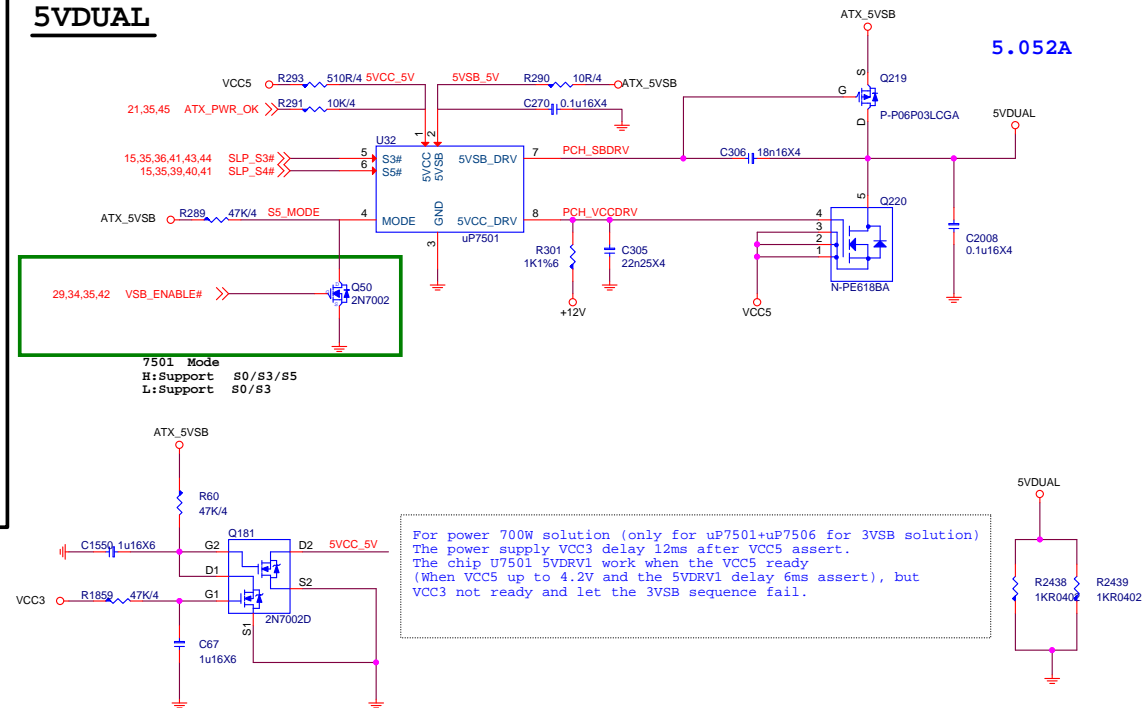 5VDUAL
ATX_5VSB
5.052A
VCC5 R293 510R/4 5VCC_5V 5VSB_5V R290 10R/4 ATX_5VSB
S Q219
G P-P06P03LCGA
D
21,35,45 ATX_PWR_OK R291 10K/4 C270 0.1u16X4
5VDUAL
U32 1 2
15,35,36,41,43,44 SLP_S3# 5 S3# 5VCC 5VSB 5VSB_DRV 7 PCH_SBDRV C306 18n16X4
15,35,39,40,41 SLP_S4# 6 S5#
ATX_5VSB R289 47K/4 S5_MODE 4 MODE GND 5VCC_DRV 8 PCH_VCCDRV
5 Q220
4
3
2
1
3 uP7501
R301
1K1%6
C305
22n25X4
C2008
0.1u16X4
N-PE618BA
+12V
VCC5
29,34,35,42 VSB_ENABLE# Q50
2N7002
7501 Mode
H:Support S0/S3/S5
L:Support S0/S3
ATX_5VSB
R60
47K/4
Q181
C1550 1u16X6 G2 D2 5VCC_5V
D1
S2
VCC3 R1859 47K/4 G1
2N7002D
S1
C67
1u16X6
For power 700W solution (only for uP7501+uP7506 for 3VSB solution)
The power supply VCC3 delay 12ms after VCC5 assert.
The chip U7501 5VDRV1 work when the VCC5 ready
(When VCC5 up to 4.2V and the 5VDRV1 delay 6ms assert), but
VCC3 not ready and let the 3VSB sequence fail.
5VDUAL
R2438
1KR0402
R2439
1KR0402